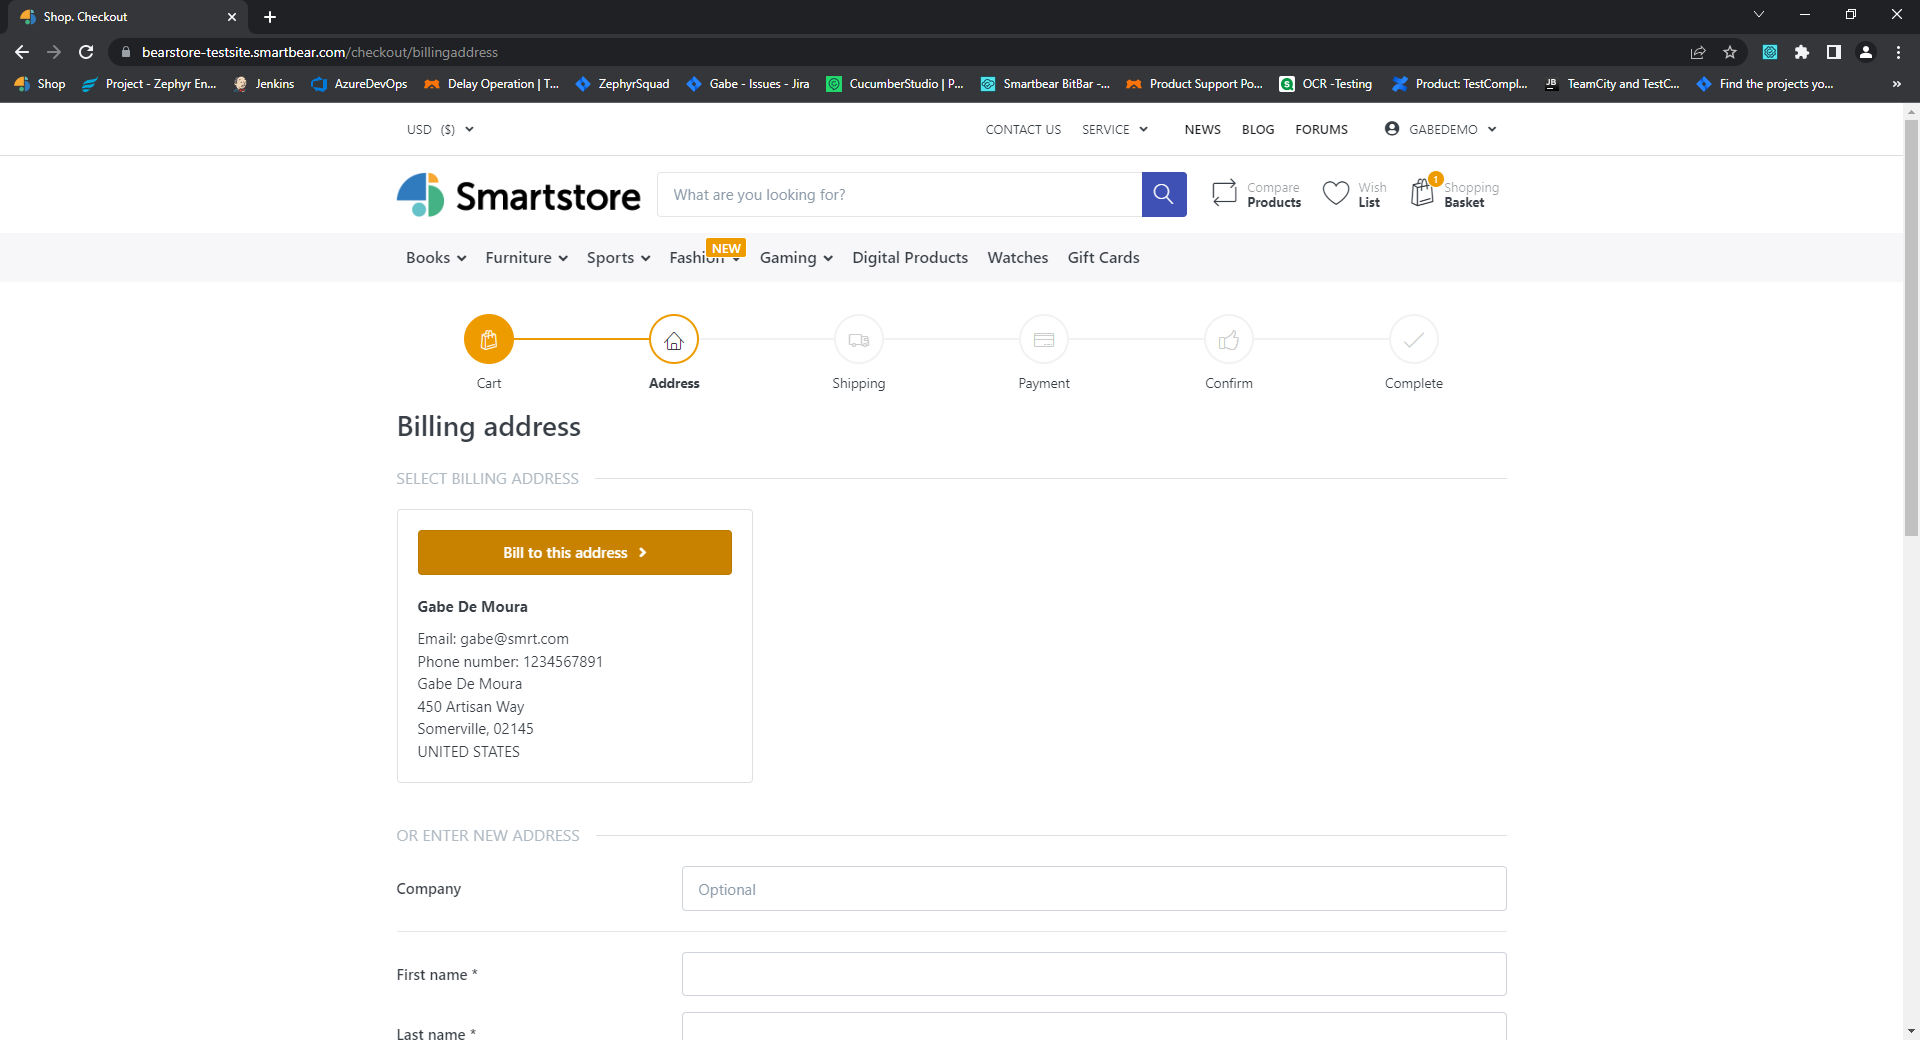 Shop. Checkout
bearstore-testsite.smartbear.com/checkout/billingaddress
Shop
Project - Zephyr En...
Jenkins
AzureDevOps
Delay Operation | T...
ZephyrSquad
Gabe - Issues - Jira
CucumberStudio | P...
Smartbear BitBar -...
Product Support Po...
OCR -Testing
Product: TestCompl...
JB
TeamCity and TestC...
Find the projects yo...
»
USD ($)
CONTACT US
SERVICE
NEWS
BLOG
FORUMS
GABEDEMO
Smartstore
What are you looking for?
Compare
Products
Wish
List
1
Shopping
Basket
Books
Furniture
Sports
Fashion
NEW
Gaming
Digital Products
Watches
Gift Cards
Cart
Address
Shipping
Payment
Confirm
Complete
Billing address
SELECT BILLING ADDRESS
Bill to this address
Gabe De Moura
Email: gabe@smrt.com
Phone number: 1234567891
Gabe De Moura
450 Artisan Way
Somerville, 02145
UNITED STATES
OR ENTER NEW ADDRESS
Company
Optional
First name *
Last name *